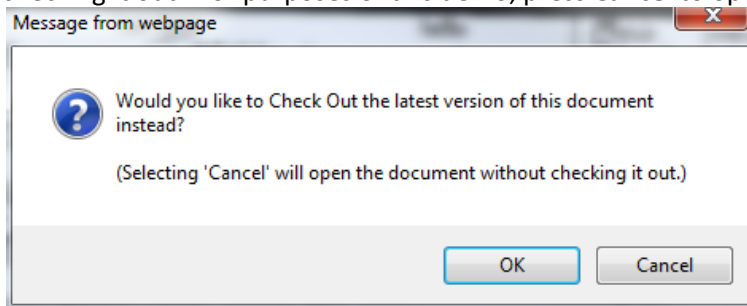 Message from webpage
Would you like to Check Out the latest version of this document
instead?
(Selecting 'Cancel' will open the document without checking it out.)
OK
Cancel